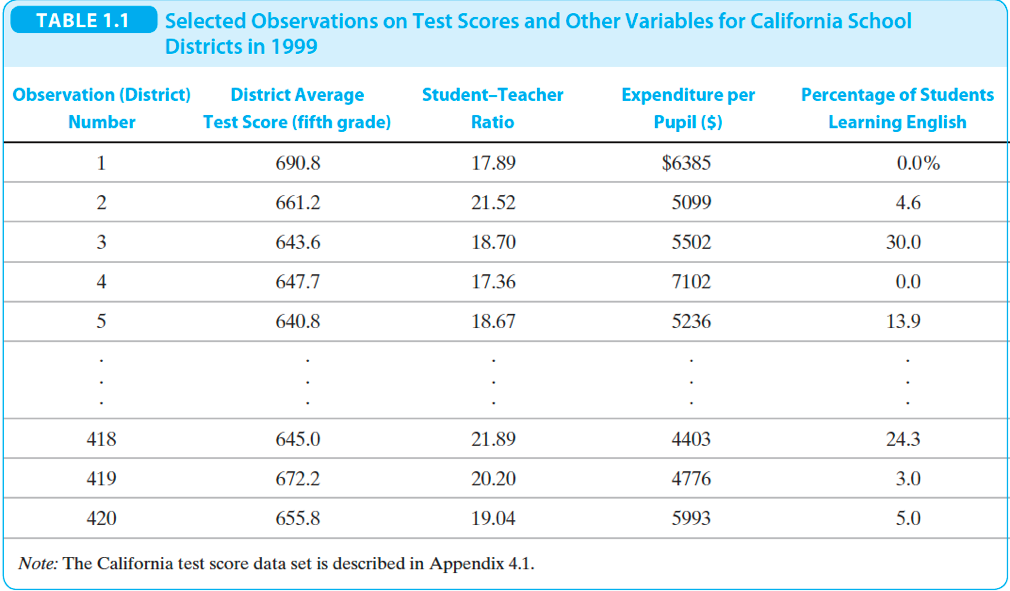 TABLE 1.1 Selected Observations on Test Scores and Other Variables for California School
Districts in 1999
Observation (District) District Average Student–Teacher Expenditure per Percentage of Students
Number Test Score (fifth grade) Ratio Pupil ($) Learning English
1 690.8 17.89 $6385 0.0%
2 661.2 21.52 5099 4.6
3 643.6 18.70 5502 30.0
4 647.7 17.36 7102 0.0
5 640.8 18.67 5236 13.9
. . . . .
. . . . .
. . . . .
418 645.0 21.89 4403 24.3
419 672.2 20.20 4776 3.0
420 655.8 19.04 5993 5.0
Note: The California test score data set is described in Appendix 4.1.